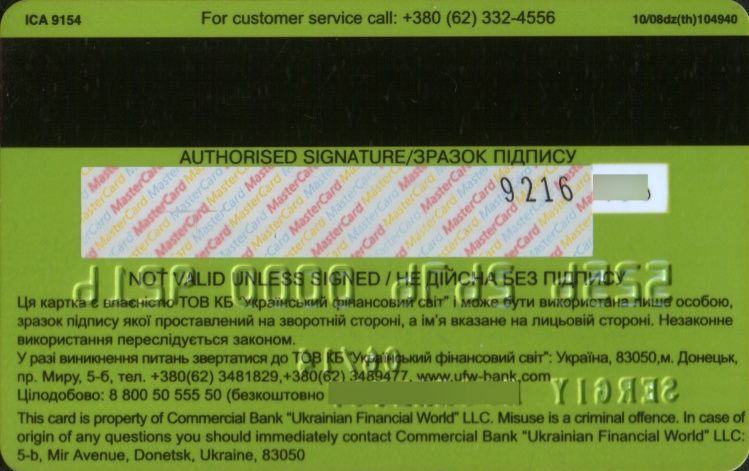 ICA 9154
For customer service call: +380 (62) 332-4556
10/08dz(th)104940
AUTHORISED SIGNATURE/ЗРАЗОК ПІДПИСУ
MasterCard MasterCard MasterCard MasterCard MasterCard
9216
NOT VALID UNLESS SIGNED / НЕ ДІЙСНА БЕЗ ПІДПИСУ
Ця картка є власністю ТОВ КБ "Український фінансовий світ" і може бути використана лише особою,
зразок підпису якої проставлений на зворотній стороні, а ім'я вказане на лицьовій стороні. Незаконне
використання переслідується законом.
У разі виникнення питань звертатися до ТОВ КБ "Український фінансовий світ": Україна, 83050,м. Донецьк,
пр. Миру, 5-б, тел. +380(62) 3481829,+380(62) 3489477, www.ufw-bank.com
SERGIY
Цілодобово: 8 800 50 555 50 (безкоштовно
This card is property of Commercial Bank "Ukrainian Financial World" LLC. Misuse is a criminal offence. In case of
origin of any questions you should immediately contact Commercial Bank "Ukrainian Financial World" LLC:
5-b, Mir Avenue, Donetsk, Ukraine, 83050